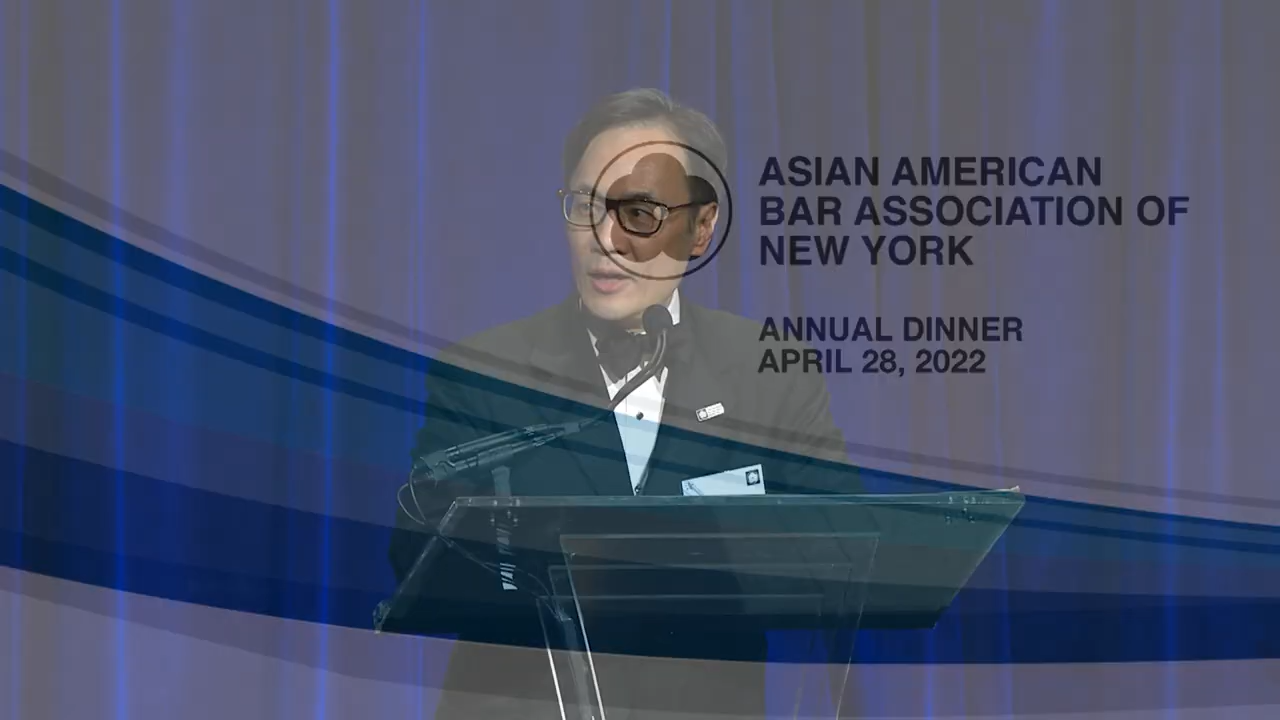 ASIAN AMERICAN
BAR ASSOCIATION OF
NEW YORK
ANNUAL DINNER
APRIL 28, 2022